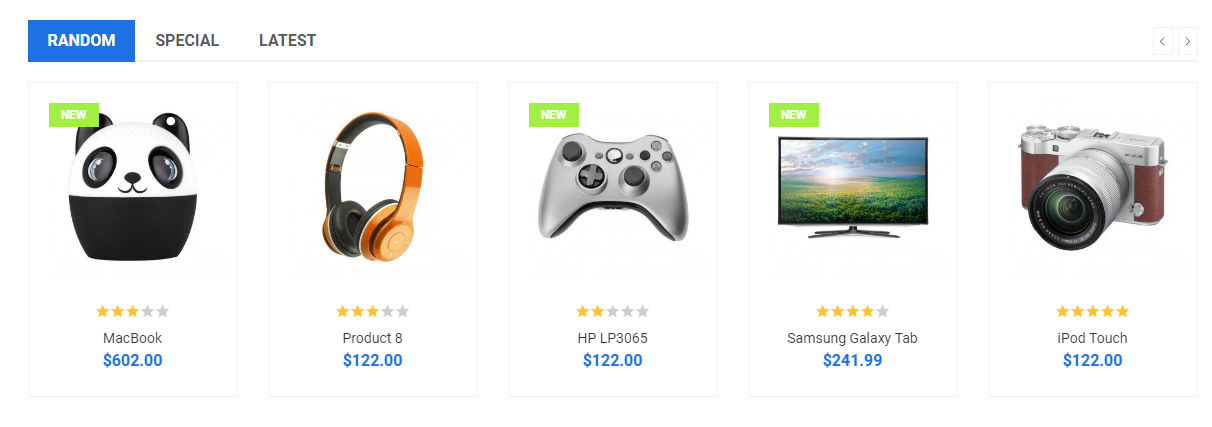 RANDOM SPECIAL LATEST
NEW NEW NEW
MacBook Product 8 HP LP3065 Samsung Galaxy Tab iPod Touch
$602.00 $122.00 $122.00 $241.99 $122.00